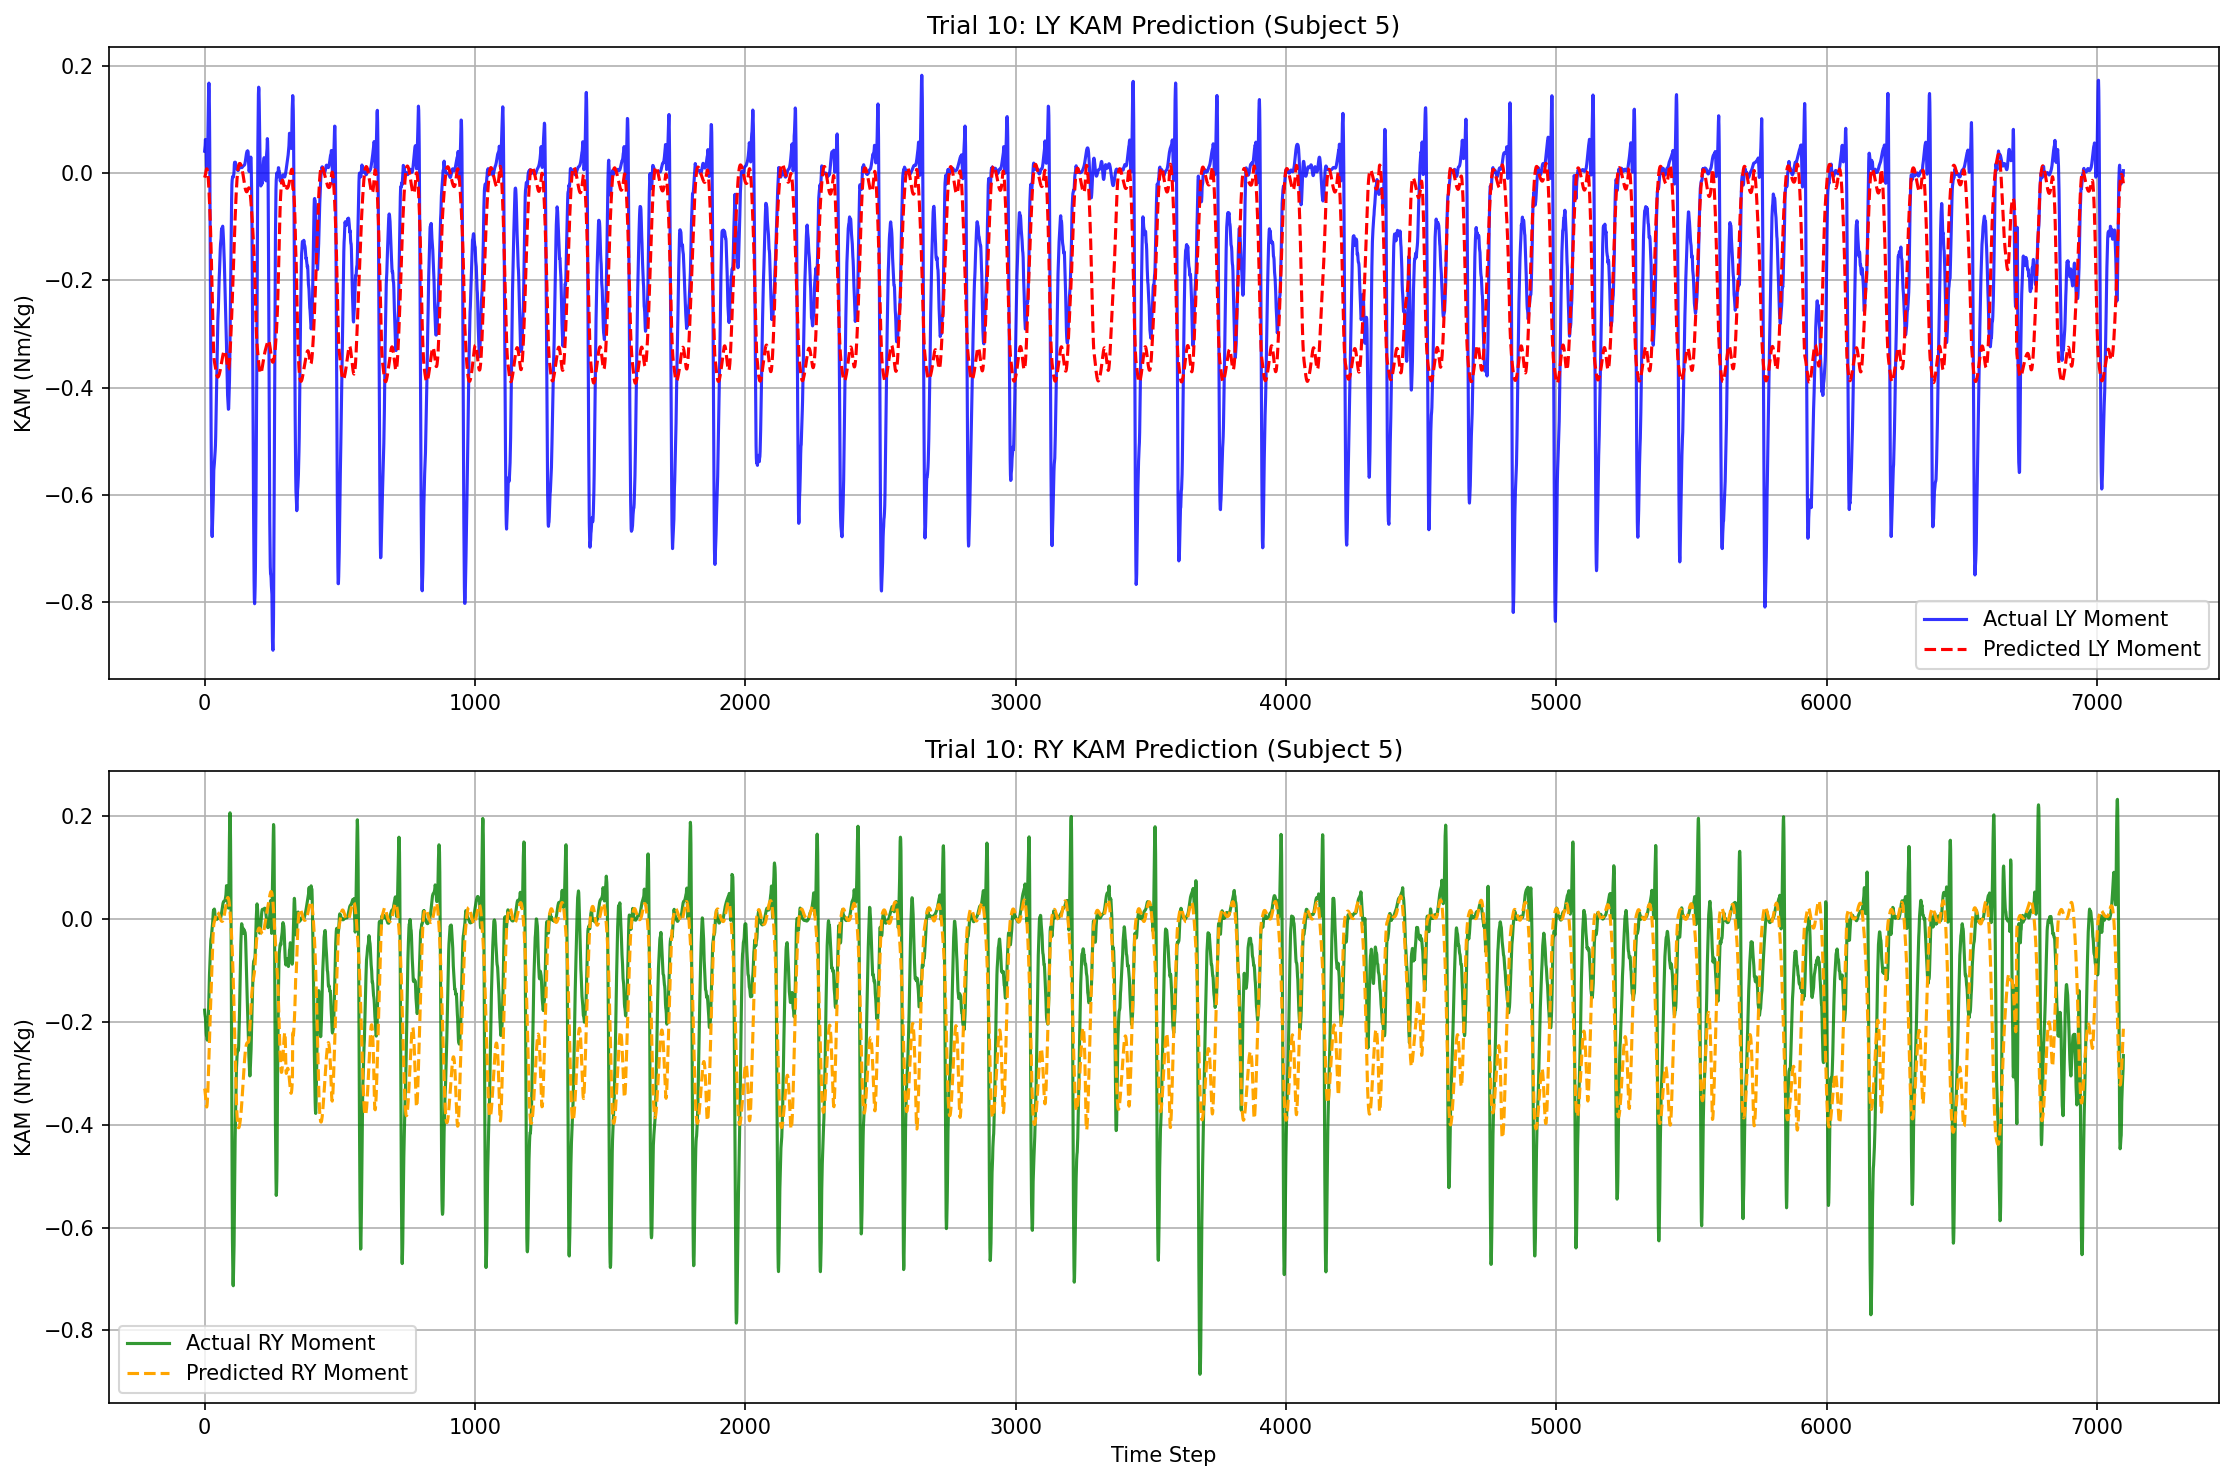 Trial 10: LY KAM Prediction (Subject 5)
0.2
0.0
−0.2
−0.4
−0.6
−0.8
KAM (Nm/Kg)
Actual LY Moment
Predicted LY Moment
0 1000 2000 3000 4000 5000 6000 7000
Trial 10: RY KAM Prediction (Subject 5)
0.2
0.0
−0.2
−0.4
−0.6
−0.8
KAM (Nm/Kg)
Actual RY Moment
Predicted RY Moment
0 1000 2000 3000 4000 5000 6000 7000
Time Step